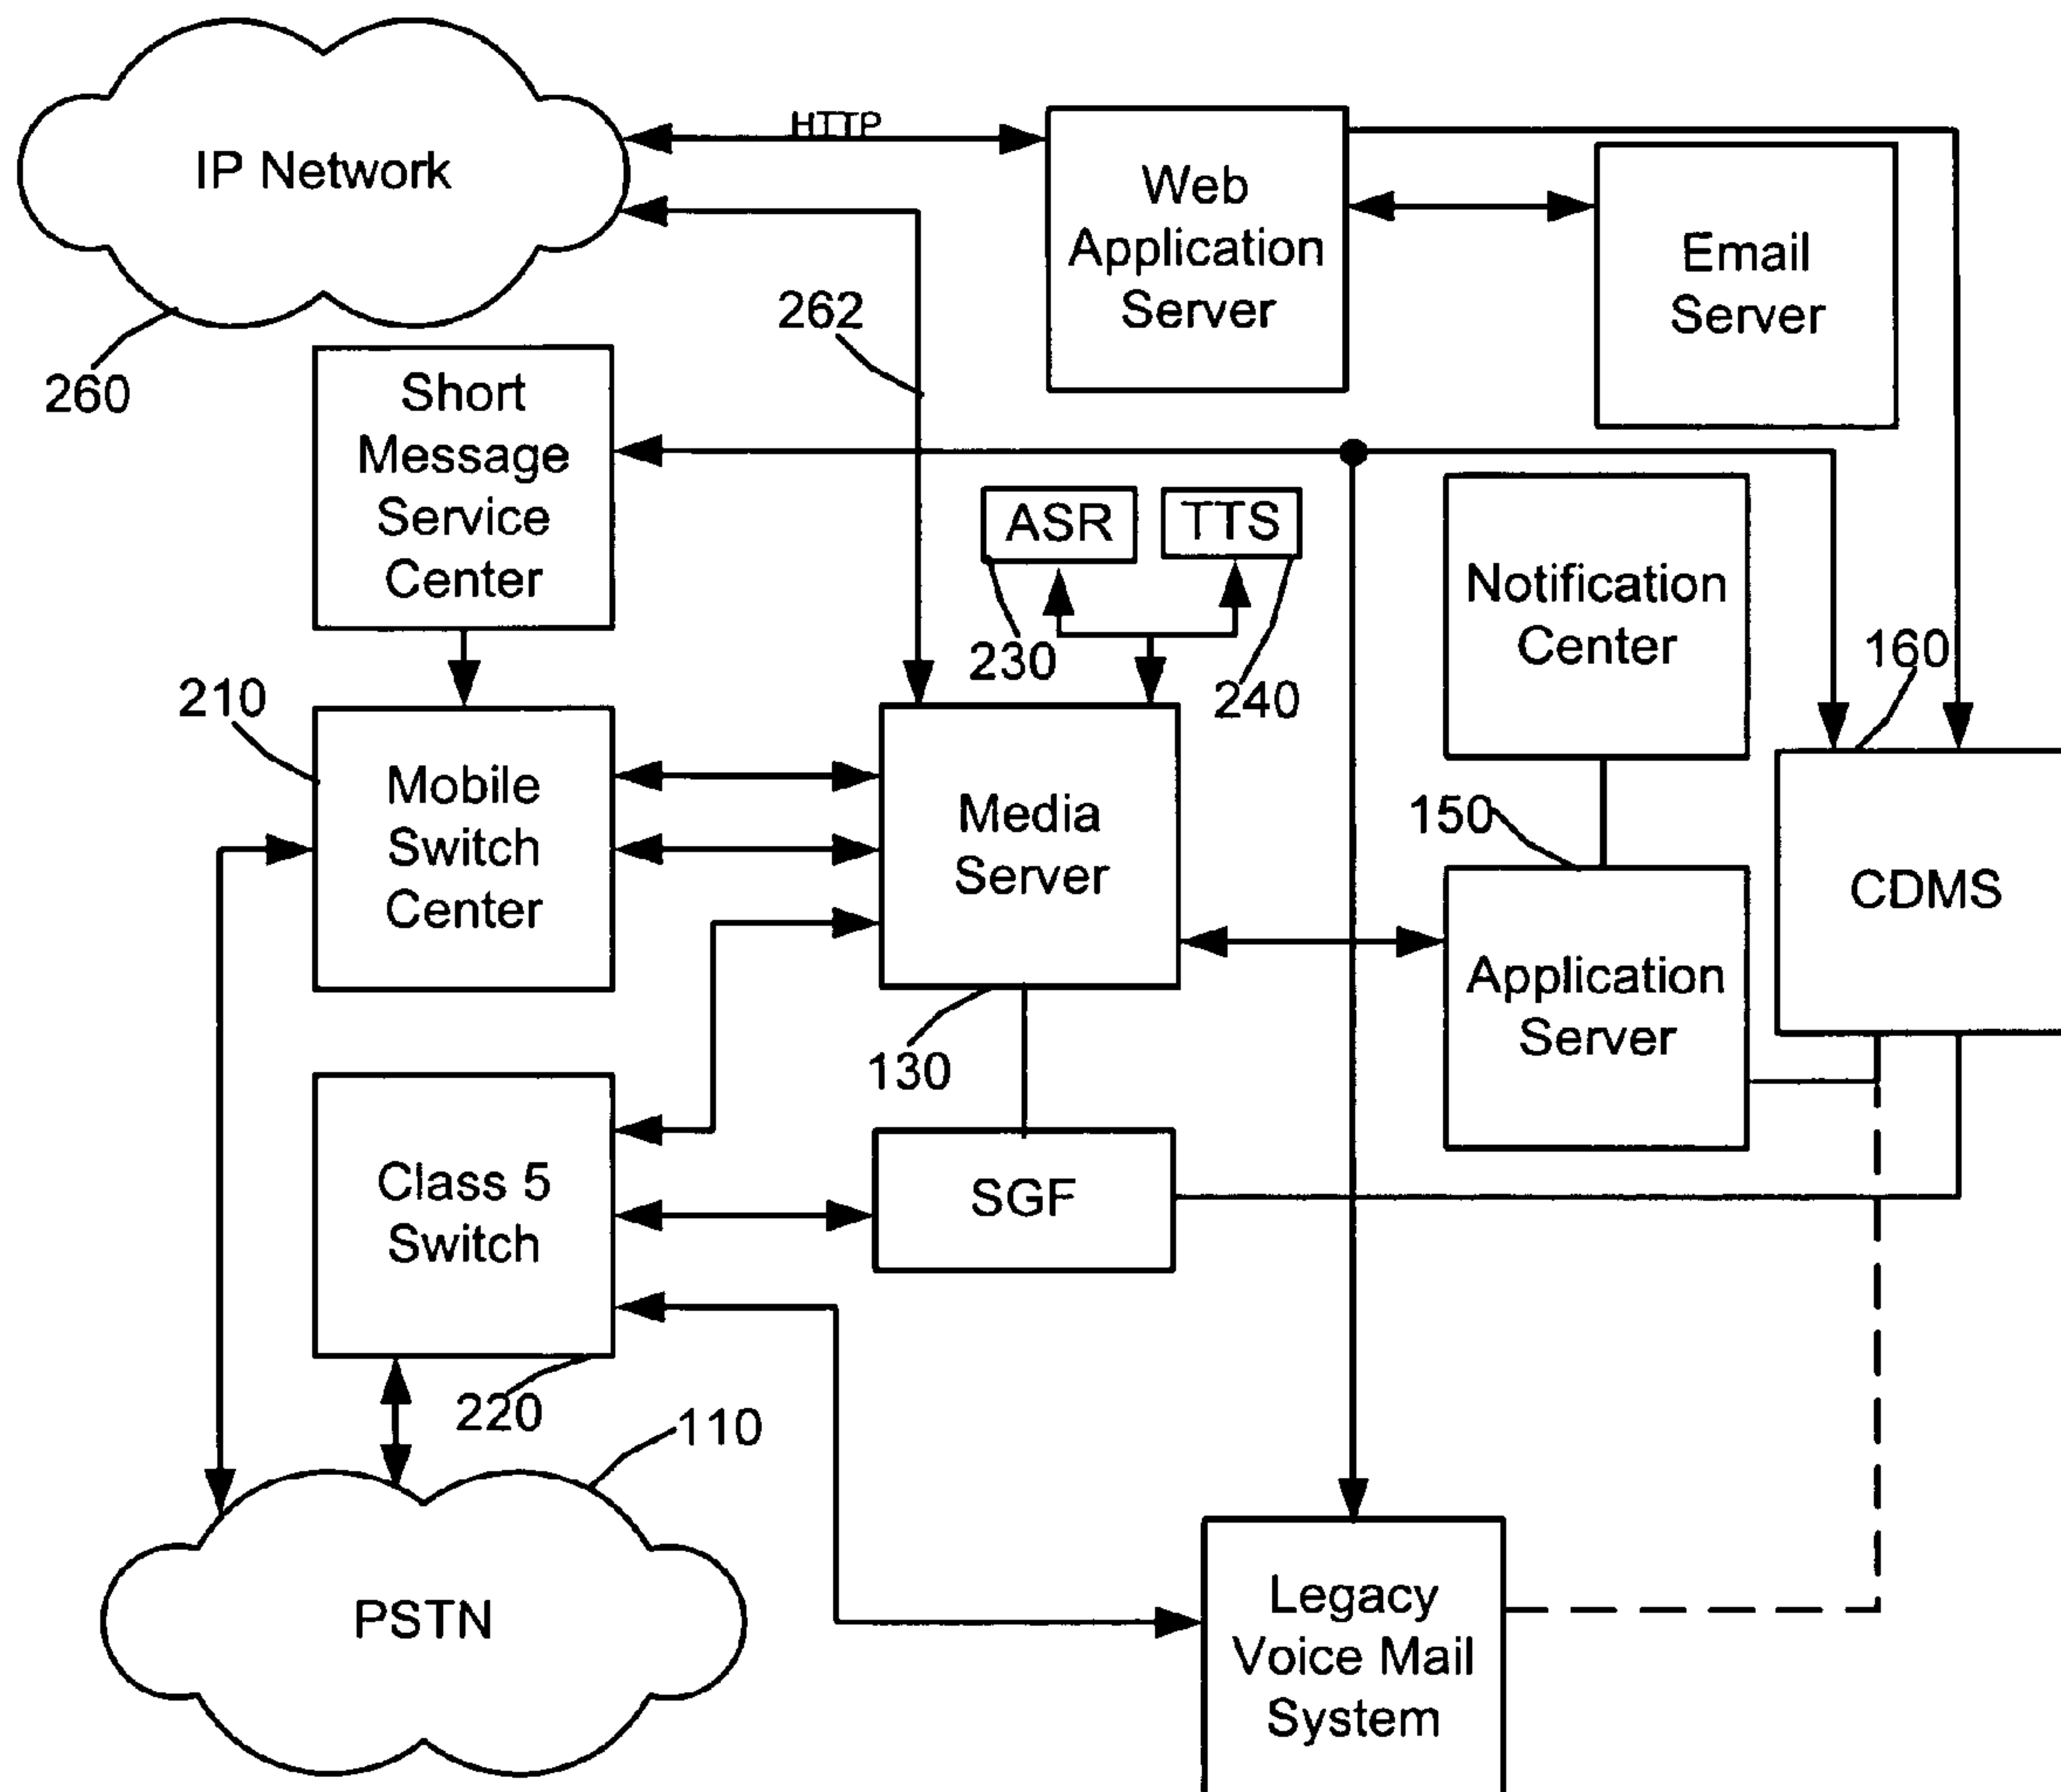 HTTP
IP Network
Web
Application
Server
Email
Server
262
260
Short
Message
Service
Center
ASR
TTS
230
240
Notification
Center
160
210
Mobile
Switch
Center
Media
Server
150
CDMS
Application
Server
130
Class 5
Switch
SGF
220
110
PSTN
Legacy
Voice Mail
System